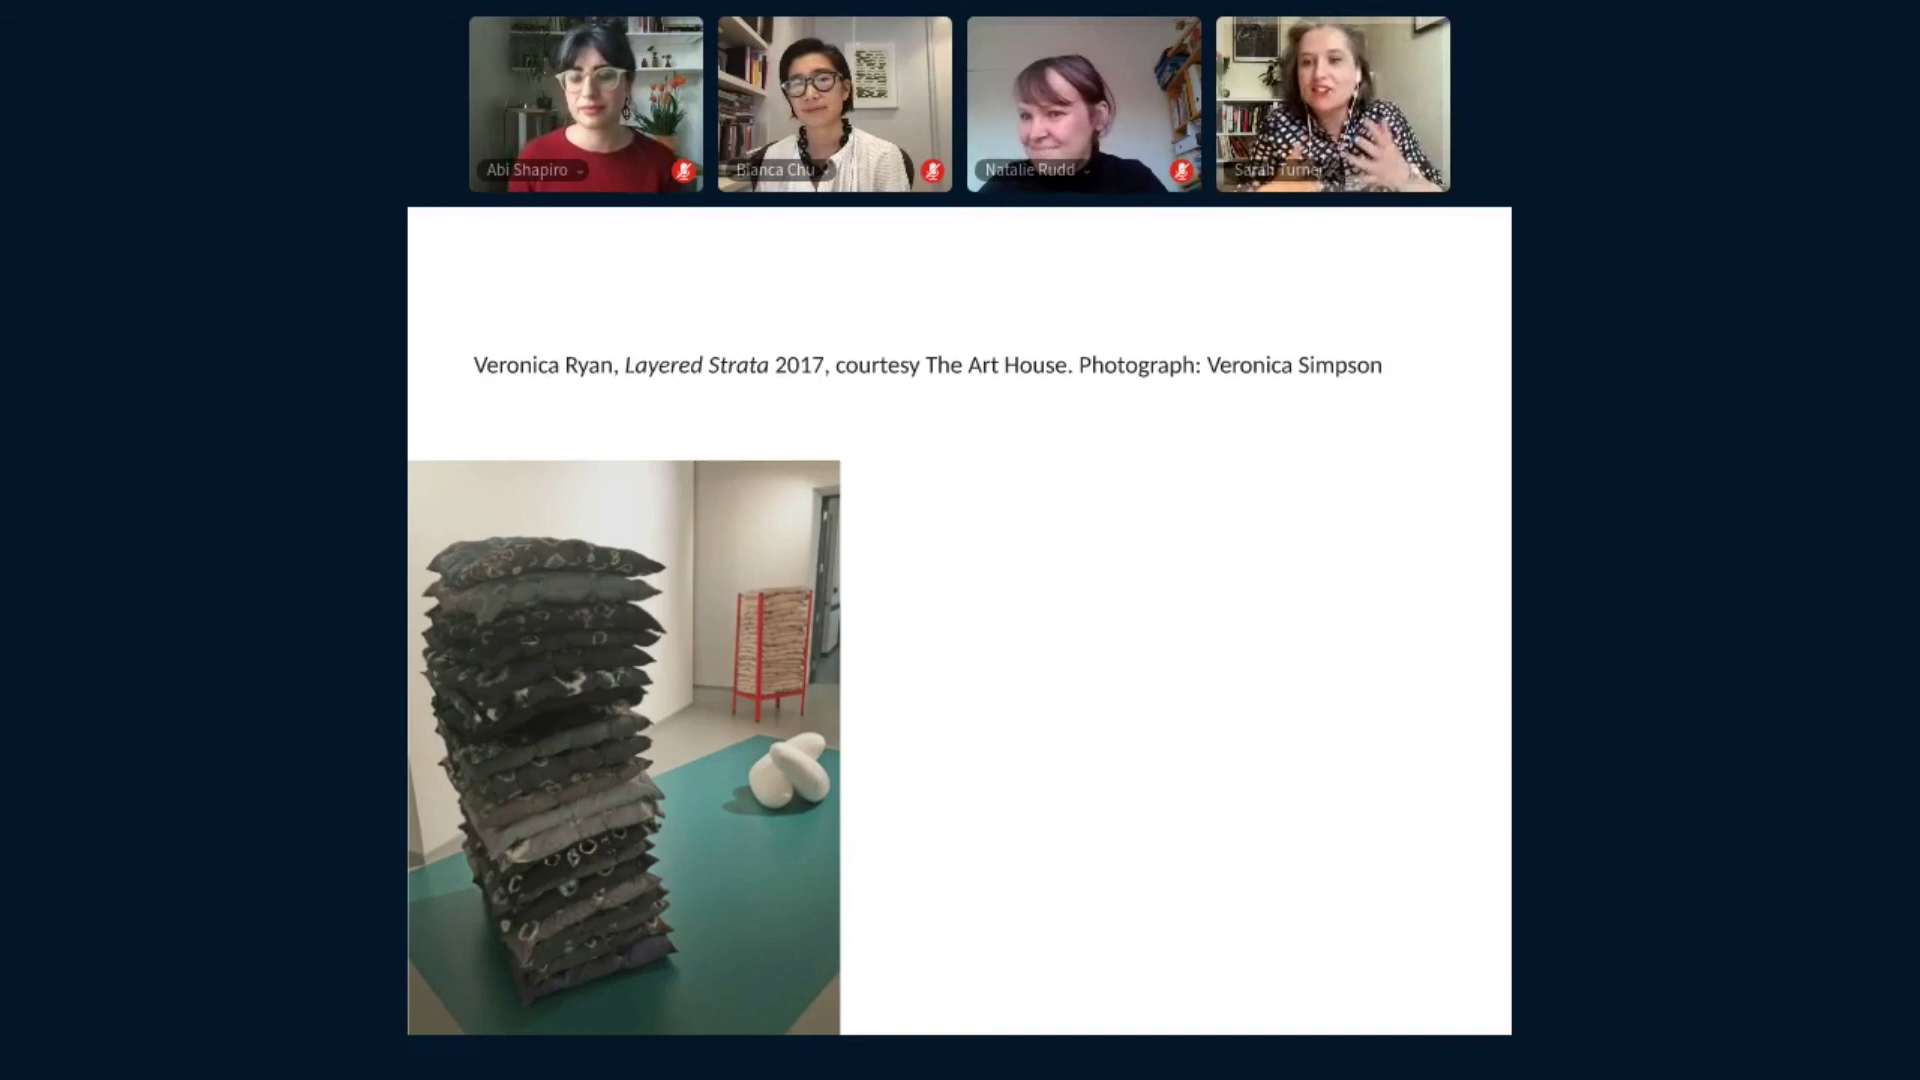 Abi Shapiro
Bianca Chu
Natalie Rudd
Sarah Turner
Veronica Ryan, Layered Strata 2017, courtesy The Art House. Photograph: Veronica Simpson